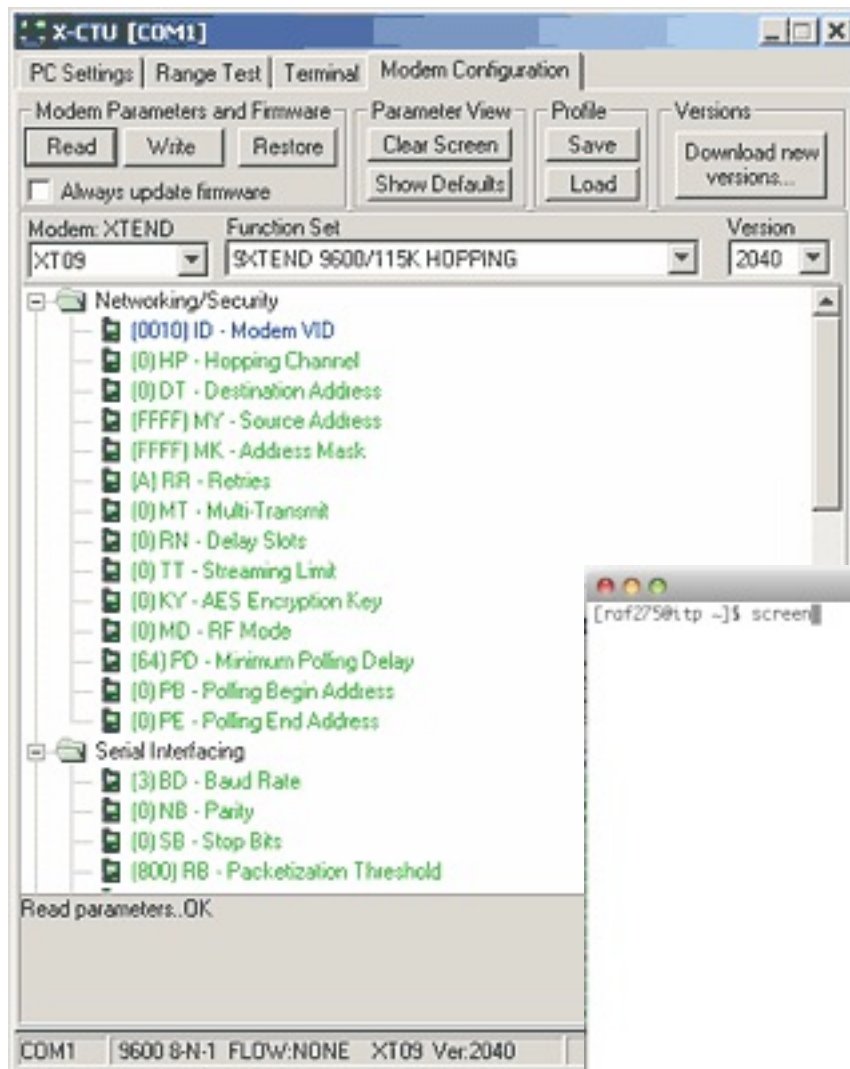 X-CTU [COM1]
PC Settings Range Test Terminal Modem Configuration
Modem Parameters and Firmware Parameter View Profile Versions
Read Write Restore Clear Screen Save Download new versions...
Always update firmware Show Defaults Load
Modem: XTEND Function Set Version
XT09 9XTEND 9600/115K HOPPING 2040
Networking/Security
[0010] ID - Modem VID
(0) HP - Hopping Channel
(0) DT - Destination Address
(FFFF) MY - Source Address
(FFFF) MK - Address Mask
(A) RR - Retries
(0) MT - Multi-Transmit
(0) RN - Delay Slots
(0) TT - Streaming Limit
(0) KY - AES Encryption Key
(0) MD - RF Mode
(64) PD - Minimum Polling Delay
(0) PB - Polling Begin Address
(0) PE - Polling End Address
Serial Interfacing
(3) BD - Baud Rate
(0) NB - Parity
(0) SB - Stop Bits
(800) RB - Packetization Threshold
Read parameters..OK
COM1 9600 8-N-1 FLOW:NONE XT09 Ver:2040
[raf275@itp ~]$ screen